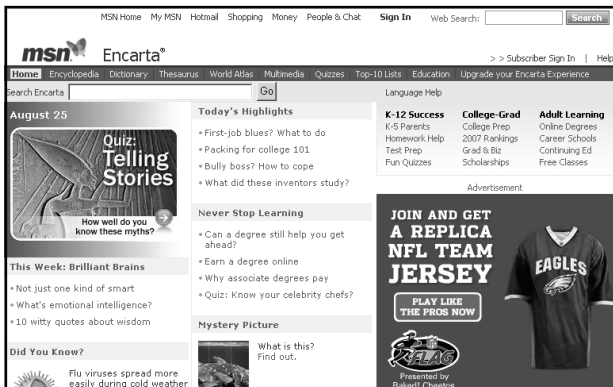 MSN Home My MSN Hotmail Shopping Money People & Chat Sign In Web Search: Search
msn Encarta®
> > Subscriber Sign In | Help
Home Encyclopedia Dictionary Thesaurus World Atlas Multimedia Quizzes Top-10 Lists Education Upgrade your Encarta Experience
Search Encarta Go Language Help
August 25
Quiz:
Telling
Stories
How well do you
know these myths?
This Week: Brilliant Brains
• Not just one kind of smart
• What's emotional intelligence?
• 10 witty quotes about wisdom
Did You Know?
Flu viruses spread more
easily during cold weather
Today's Highlights
• First-job blues? What to do
• Packing for college 101
• Bully boss? How to cope
• What did these inventors study?
Never Stop Learning
• Can a degree still help you get
ahead?
• Earn a degree online
• Why associate degrees pay
• Quiz: Know your celebrity chefs?
Mystery Picture
What is this?
Find out.
K-12 Success
K-5 Parents
Homework Help
Test Prep
Fun Quizzes
College-Grad
College Prep
2007 Rankings
Grad & Biz
Scholarships
Adult Learning
Online Degrees
Career Schools
Continuing Ed
Free Classes
Advertisement
JOIN AND GET
A REPLICA
NFL TEAM
JERSEY
PLAY LIKE
THE PROS NOW
EAGLES
FLAG
Presented by
Baked! Cheetos